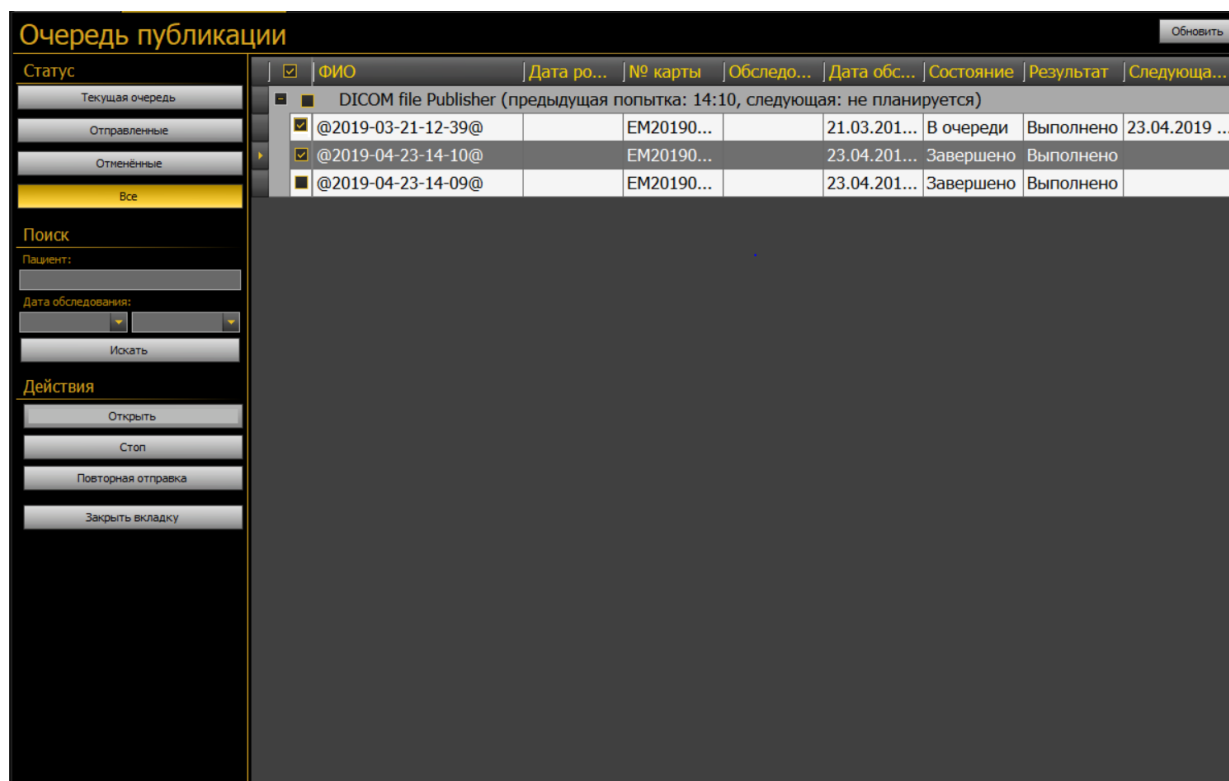 Очередь публикации
Обновить
Статус
Текущая очередь
Отправленные
Отменённые
Все
Поиск
Пациент:
Дата обследования:
Искать
Действия
Открыть
Стоп
Повторная отправка
Закрыть вкладку
ФИО Дата ро... № карты Обследо... Дата обс... Состояние Результат Следующа...
DICOM file Publisher (предыдущая попытка: 14:10, следующая: не планируется)
@2019-03-21-12-39@ EM20190... 21.03.201... В очереди Выполнено 23.04.2019 ...
@2019-04-23-14-10@ EM20190... 23.04.201... Завершено Выполнено
@2019-04-23-14-09@ EM20190... 23.04.201... Завершено Выполнено